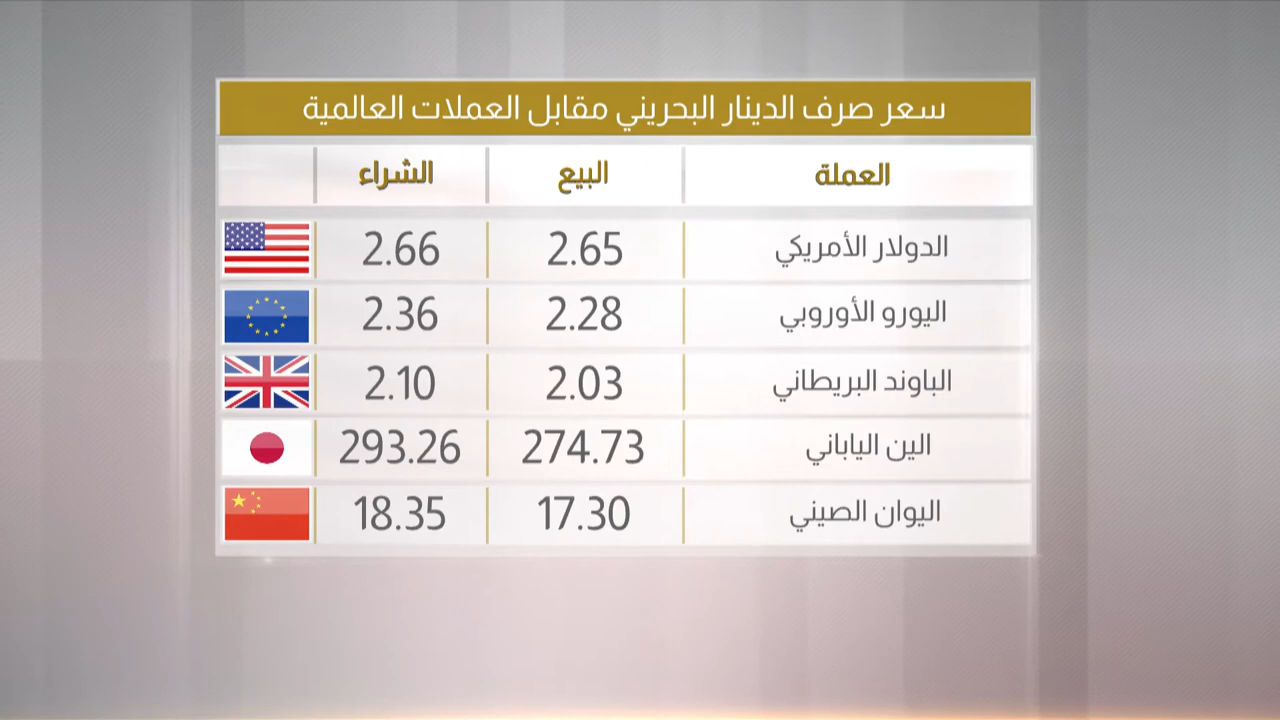 سعر صرف الدينار البحريني مقابل العملات العالمية
العملة البيع الشراء
الدولار الأمريكي 2.65 2.66
اليورو الأوروبي 2.28 2.36
الباوند البريطاني 2.03 2.10
الين الياباني 274.73 293.26
اليوان الصيني 17.30 18.35